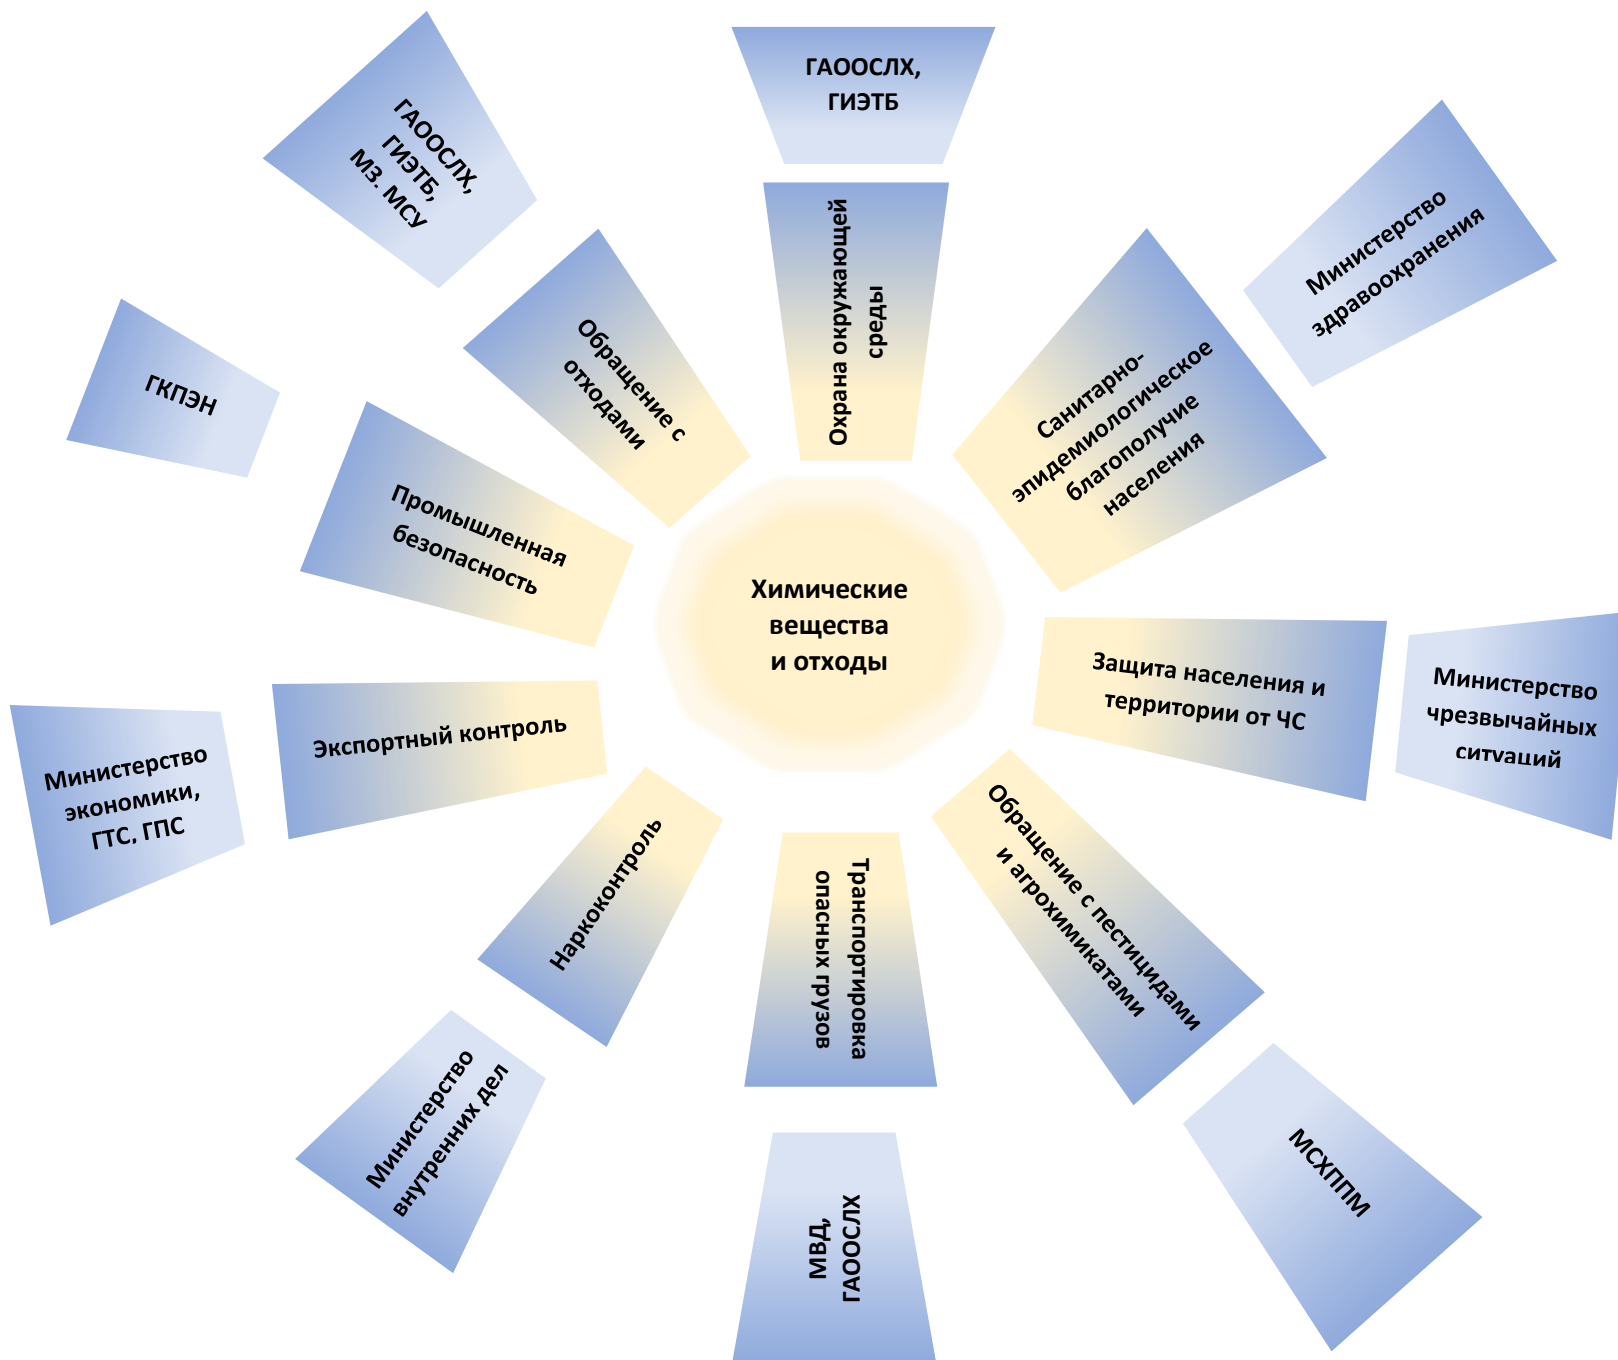 ГАООСЛХ,
ГИЭТБ
Охрана окружающей
среды
Министерство
здравоохранения
Санитарно-
эпидемиологическое
благополучие
населения
Министерство
чрезвычайных
ситуаций
Защита населения и
территории от ЧС
МСХППМ
Обращение с пестицидами
и агрохимикатами
МВД,
ГАООСЛХ
Транспортировка
опасных грузов
Министерство
внутренних дел
Наркоконтроль
Министерство
экономики,
ГТС, ГПС
Экспортный контроль
ГКПЭН
Промышленная
безопасность
ГАООСЛХ,
ГИЭТБ,
МЗ. МСУ
Обращение с
отходами
Химические
вещества
и отходы